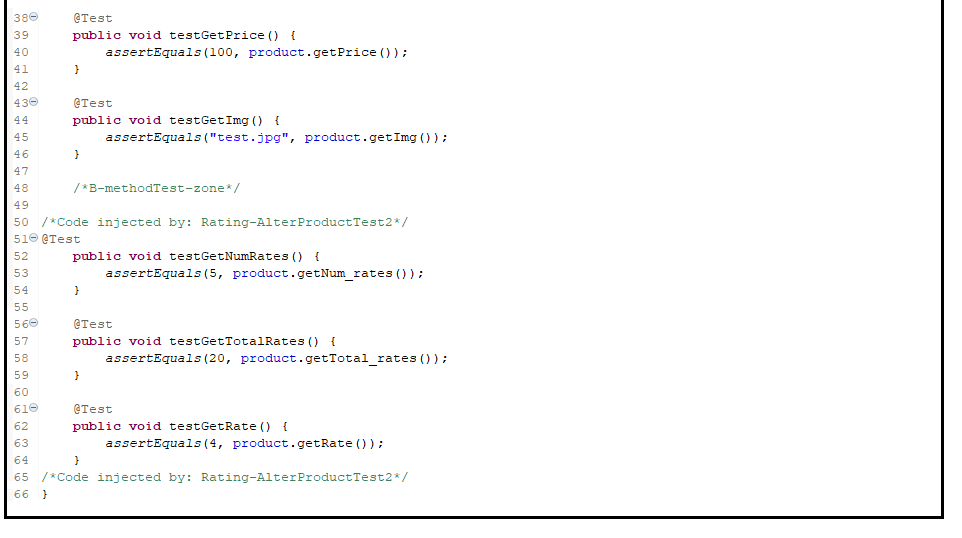 38 @Test
39 public void testGetPrice() {
40 assertEquals(100, product.getPrice());
41 }
42
43 @Test
44 public void testGetImg() {
45 assertEquals("test.jpg", product.getImg());
46 }
47
48 /*B-methodTest-zone*/
49
50 /*Code injected by: Rating-AlterProductTest2*/
51 @Test
52 public void testGetNumRates() {
53 assertEquals(5, product.getNum_rates());
54 }
55
56 @Test
57 public void testGetTotalRates() {
58 assertEquals(20, product.getTotal_rates());
59 }
60
61 @Test
62 public void testGetRate() {
63 assertEquals(4, product.getRate());
64 }
65 /*Code injected by: Rating-AlterProductTest2*/
66 }